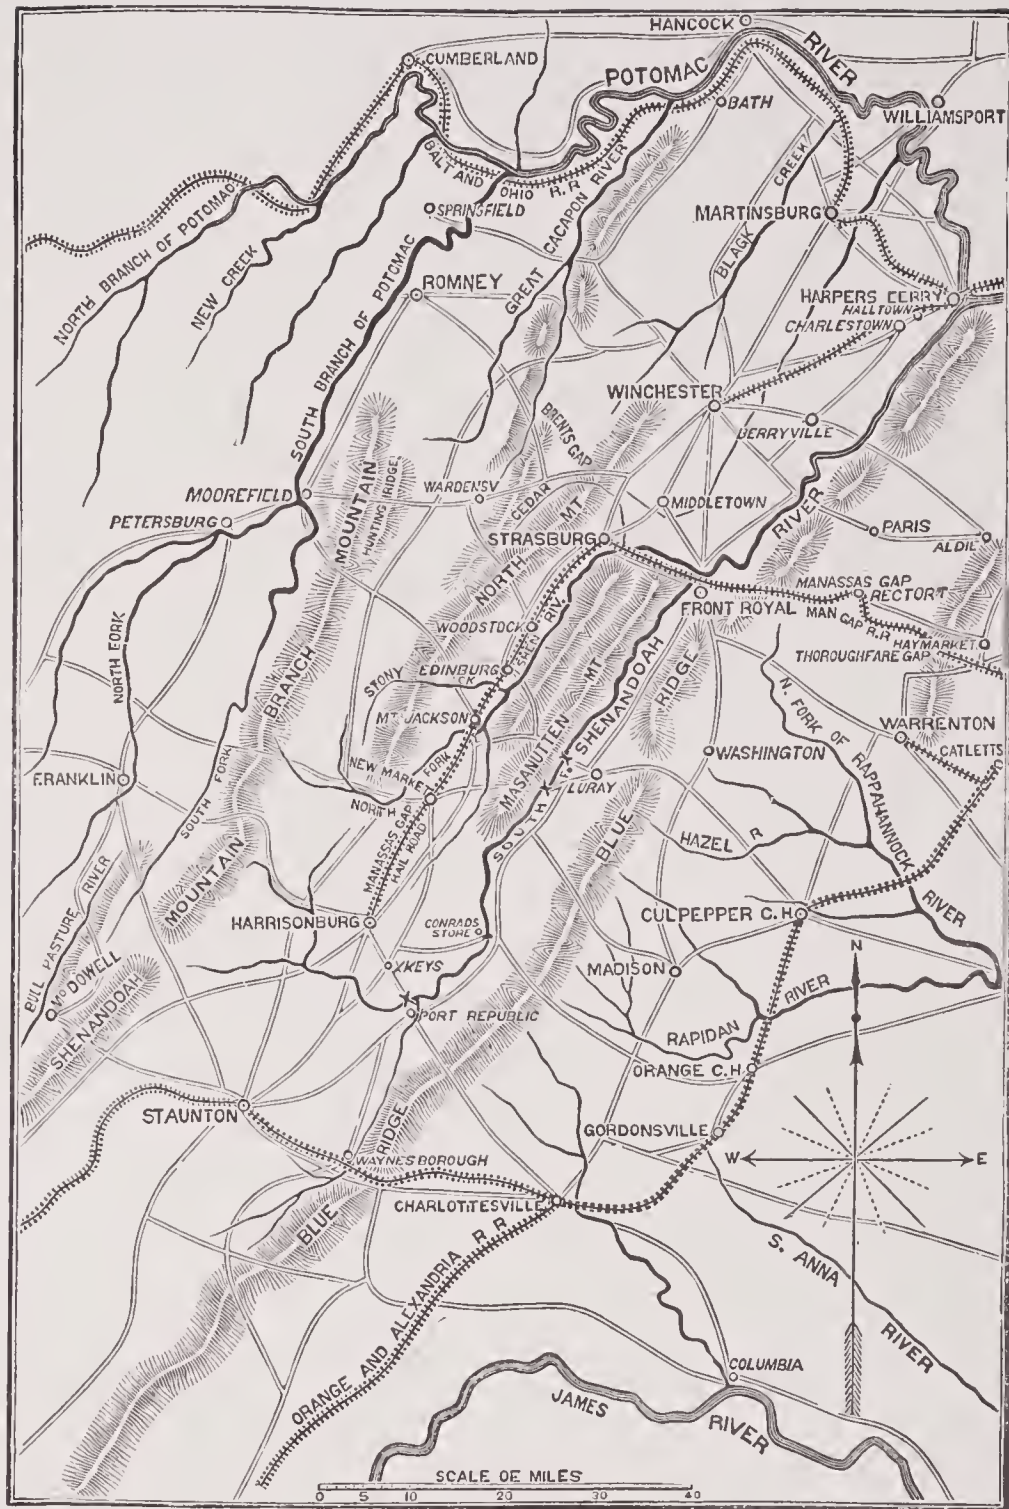 HANCOCK
CUMBERLAND
POTOMAC
RIVER
BATH
WILLIAMSPORT
BALT AND OHIO R.R
NORTH BRANCH OF POTOMAC
NEW CREEK
SPRINGFIELD
SOUTH BRANCH OF POTOMAC
ROMNEY
GREAT CACAPON RIVER
BLACK CREEK
MARTINSBURG
HARPERS FERRY
HALLTOWN
CHARLESTOWN
WINCHESTER
BERRYVILLE
BRENTS GAP
MOOREFIELD
PETERSBURG
BRANCH MOUNTAIN
HUNTING RIDGE
WARDENSV
CEDAR
NORTH MT
MIDDLETOWN
STRASBURG
RIVER
PARIS
ALDIE
MANASSAS GAP
RECTORT
FRONT ROYAL
MAN GAP R.R
HAYMARKET
THOROUGHFARE GAP
WOODSTOCK
SHEN RIV.
EDINBURG
STONY CK
MT JACKSON
MASANUTTEN MT
SHENANDOAH
RIDGE
N. FORK OF RAPPAHANNOCK
RIVER
WARRENTON
CATLETTS
WASHINGTON
NORTH FORK
FRANKLIN
SOUTH FORK
NEW MARKET
NORTH FORK
LURAY
SOUTH FK
BLUE
HAZEL R
MANASSAS GAP
RAIL ROAD
MOUNTAIN
BULL PASTURE RIVER
HARRISONBURG
CONRADS
STORE
CULPEPPER C.H
XKEYS
MADISON
N
McDOWELL
SHENANDOAH
PORT REPUBLIC
RAPIDAN
RIVER
ORANGE C.H
STAUNTON
GORDONSVILLE
RIDGE
WAYNESBOROUGH
W
E
CHARLOTTESVILLE
BLUE
ORANGE AND ALEXANDRIA R R
S. ANNA
RIVER
COLUMBIA
JAMES
RIVER
SCALE OF MILES
0 5 10 20 30 40